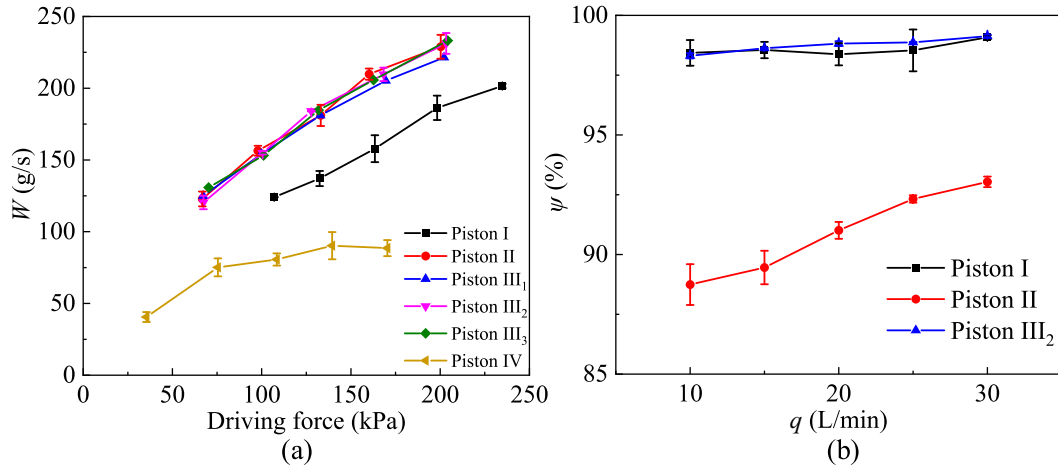 250
200
150
100
50
0
W (g/s)
Piston I
Piston II
Piston III₁
Piston III₂
Piston III₃
Piston IV
0 50 100 150 200 250
Driving force (kPa)
(a)
100
95
90
85
ψ (%)
Piston I
Piston II
Piston III₂
10 15 20 25 30
q (L/min)
(b)